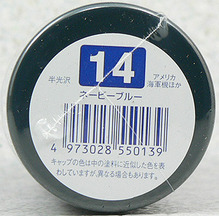 14
半光沢
アメリカ
海軍機ほか
ネービーブルー
4 973028 550139
キャップの色は中の塗料に近似した色を表
わしていますが、異なる場合もあります。